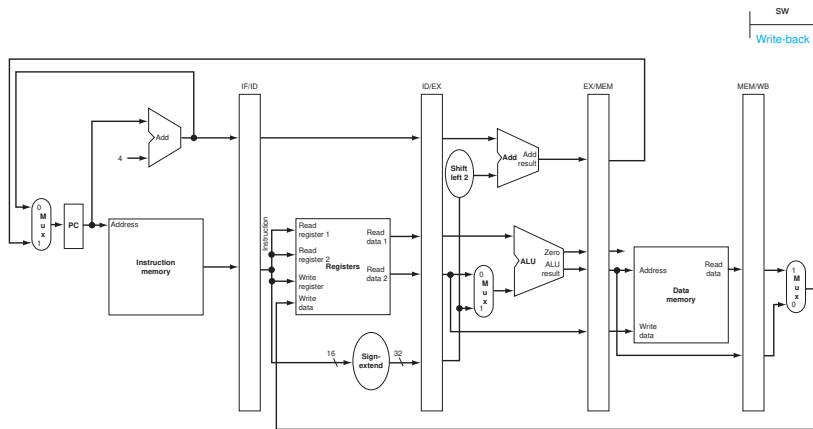 SW
Write-back
IF/ID
ID/EX
EX/MEM
MEM/WB
Add
4
0
M
u
x
1
PC
Address
Instruction
memory
Instruction
Read
register 1
Read
register 2
Write
register
Write
data
Registers
Read
data 1
Read
data 2
16
Sign-
extend
32
Shift
left 2
Add
Add
result
0
M
u
x
1
ALU
Zero
ALU
result
Address
Write
data
Data
memory
Read
data
1
M
u
x
0